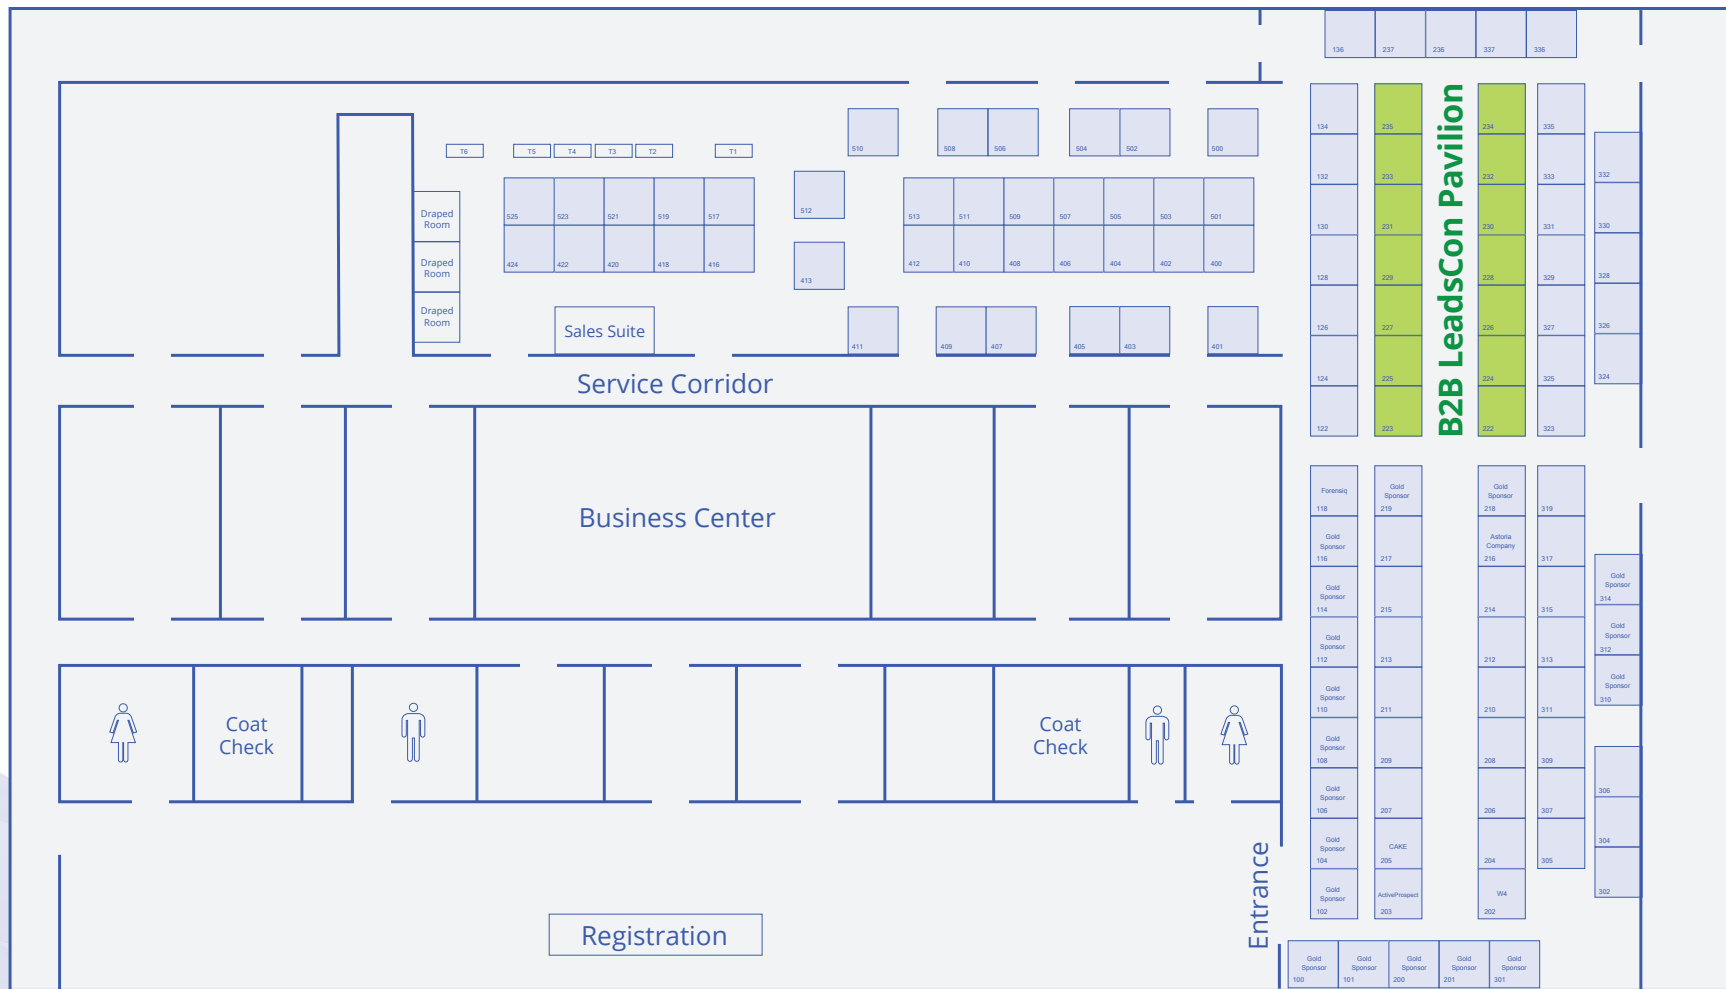 136 237 236 337 336
134 235 234 335
132 233 232 333 332
130 231 230 331 330
128 229 228 329 328
126 227 226 327 326
124 225 224 325 324
122 223 222 323
B2B LeadsCon Pavilion
510 508 506 504 502 500
T6 T5 T4 T3 T2 T1
512
525 523 521 519 517
513 511 509 507 505 503 501
424 422 420 418 416
412 410 408 406 404 402 400
413
411 409 407 405 403 401
Draped
Room
Draped
Room
Draped
Room
Sales Suite
Service Corridor
Business Center
Coat
Check
Coat
Check
Registration
Entrance
Forensiq
118
Gold
Sponsor
116
Gold
Sponsor
114
Gold
Sponsor
112
Gold
Sponsor
110
Gold
Sponsor
108
Gold
Sponsor
106
Gold
Sponsor
104
Gold
Sponsor
102
Gold
Sponsor
219
217
215
213
211
209
207
CAKE
205
ActiveProspect
203
Gold
Sponsor
218
Astoria
Company
216
214
212
210
208
206
204
W4
202
319
317
315
313
311
309
307
305
Gold
Sponsor
314
Gold
Sponsor
312
Gold
Sponsor
310
306
304
302
Gold
Sponsor
100
Gold
Sponsor
101
Gold
Sponsor
200
Gold
Sponsor
201
Gold
Sponsor
301